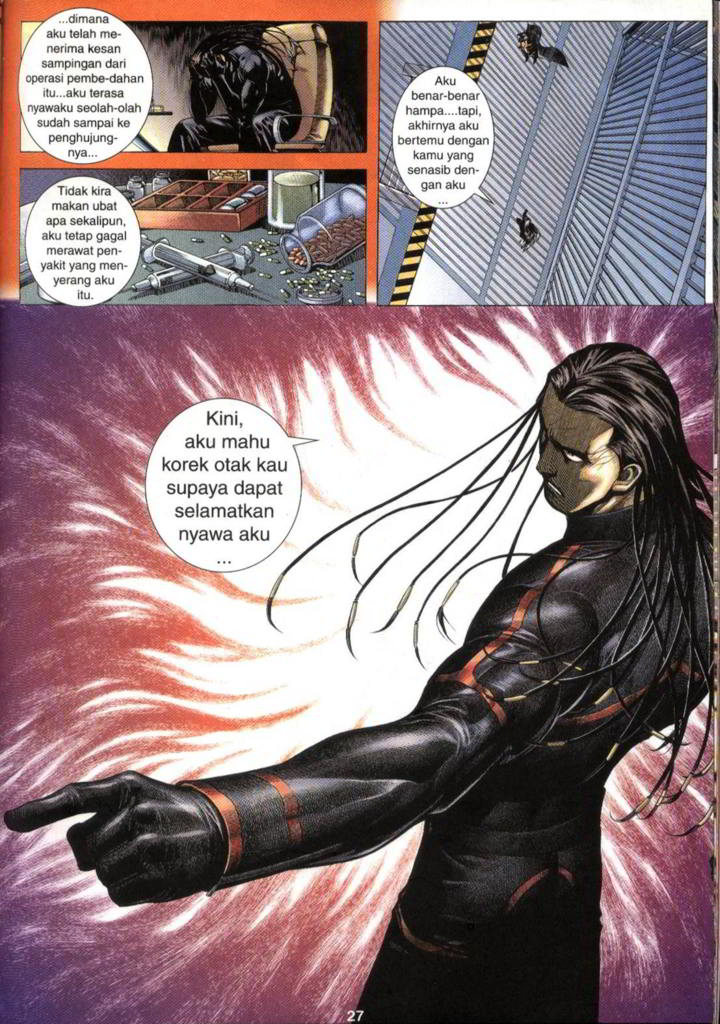 ...dimana
aku telah me-
nerima kesan
sampingan dari
operasi pembe-dahan
itu...aku terasa
nyawaku seolah-olah
sudah sampai ke
penghujung-
nya...
Tidak kira
makan ubat
apa sekalipun,
aku tetap gagal
merawat pen-
yakit yang men-
yerang aku
itu.
Aku
benar-benar
hampa....tapi,
akhirnya aku
bertemu dengan
kamu yang
senasib den-
gan aku
...
Kini,
aku mahu
korek otak kau
supaya dapat
selamatkan
nyawa aku
...
27